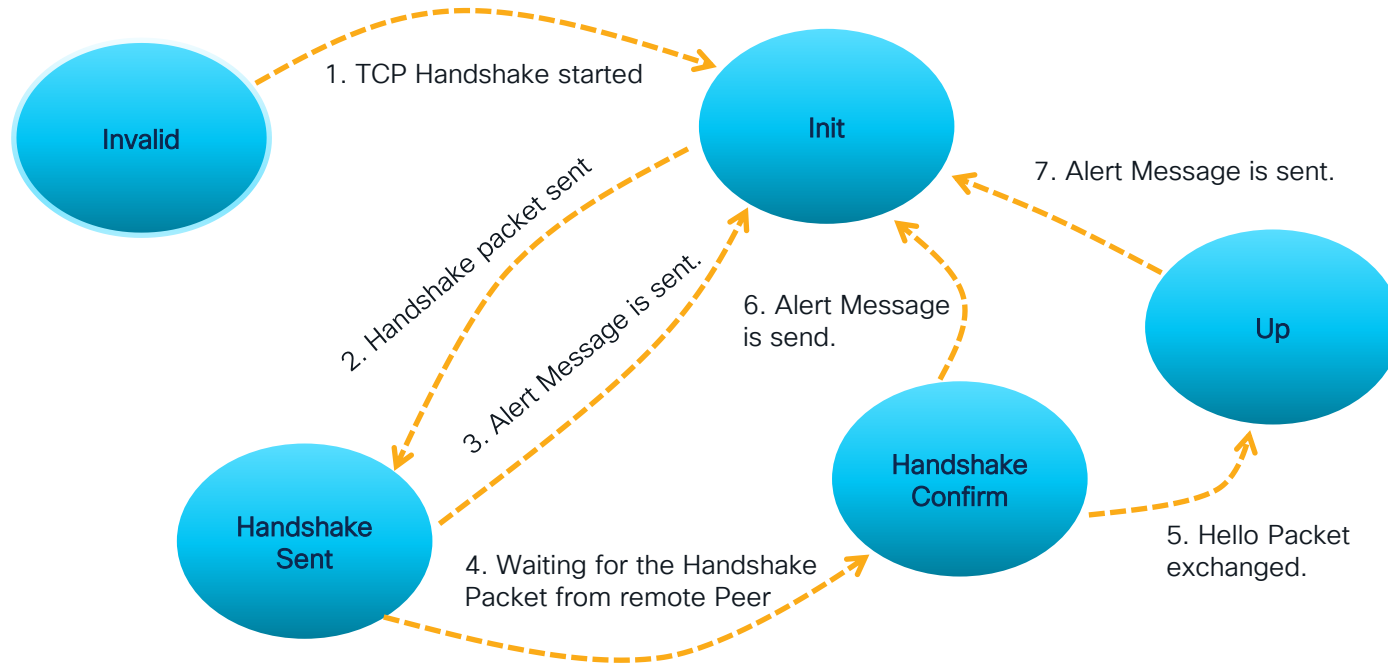 Invalid
1. TCP Handshake started
Init
2. Handshake packet sent
3. Alert Message is sent.
6. Alert Message
is send.
7. Alert Message is sent.
Up
Handshake
Sent
4. Waiting for the Handshake
Packet from remote Peer
Handshake
Confirm
5. Hello Packet
exchanged.